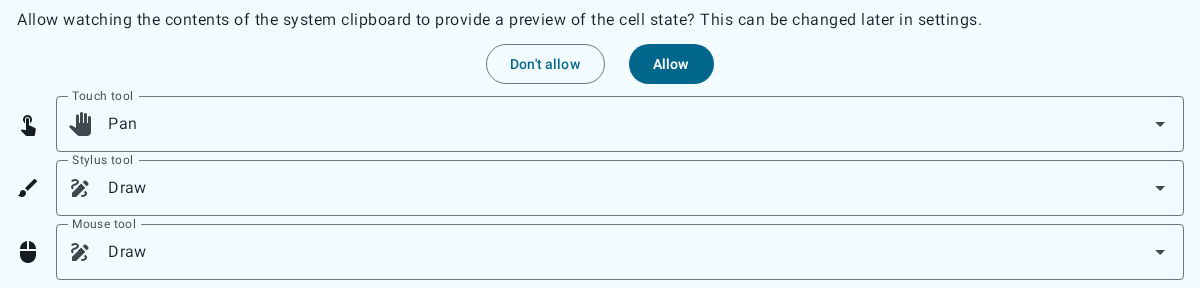 Allow watching the contents of the system clipboard to provide a preview of the cell state? This can be changed later in settings.
Don't allow
Allow
Touch tool
Pan
Stylus tool
Draw
Mouse tool
Draw